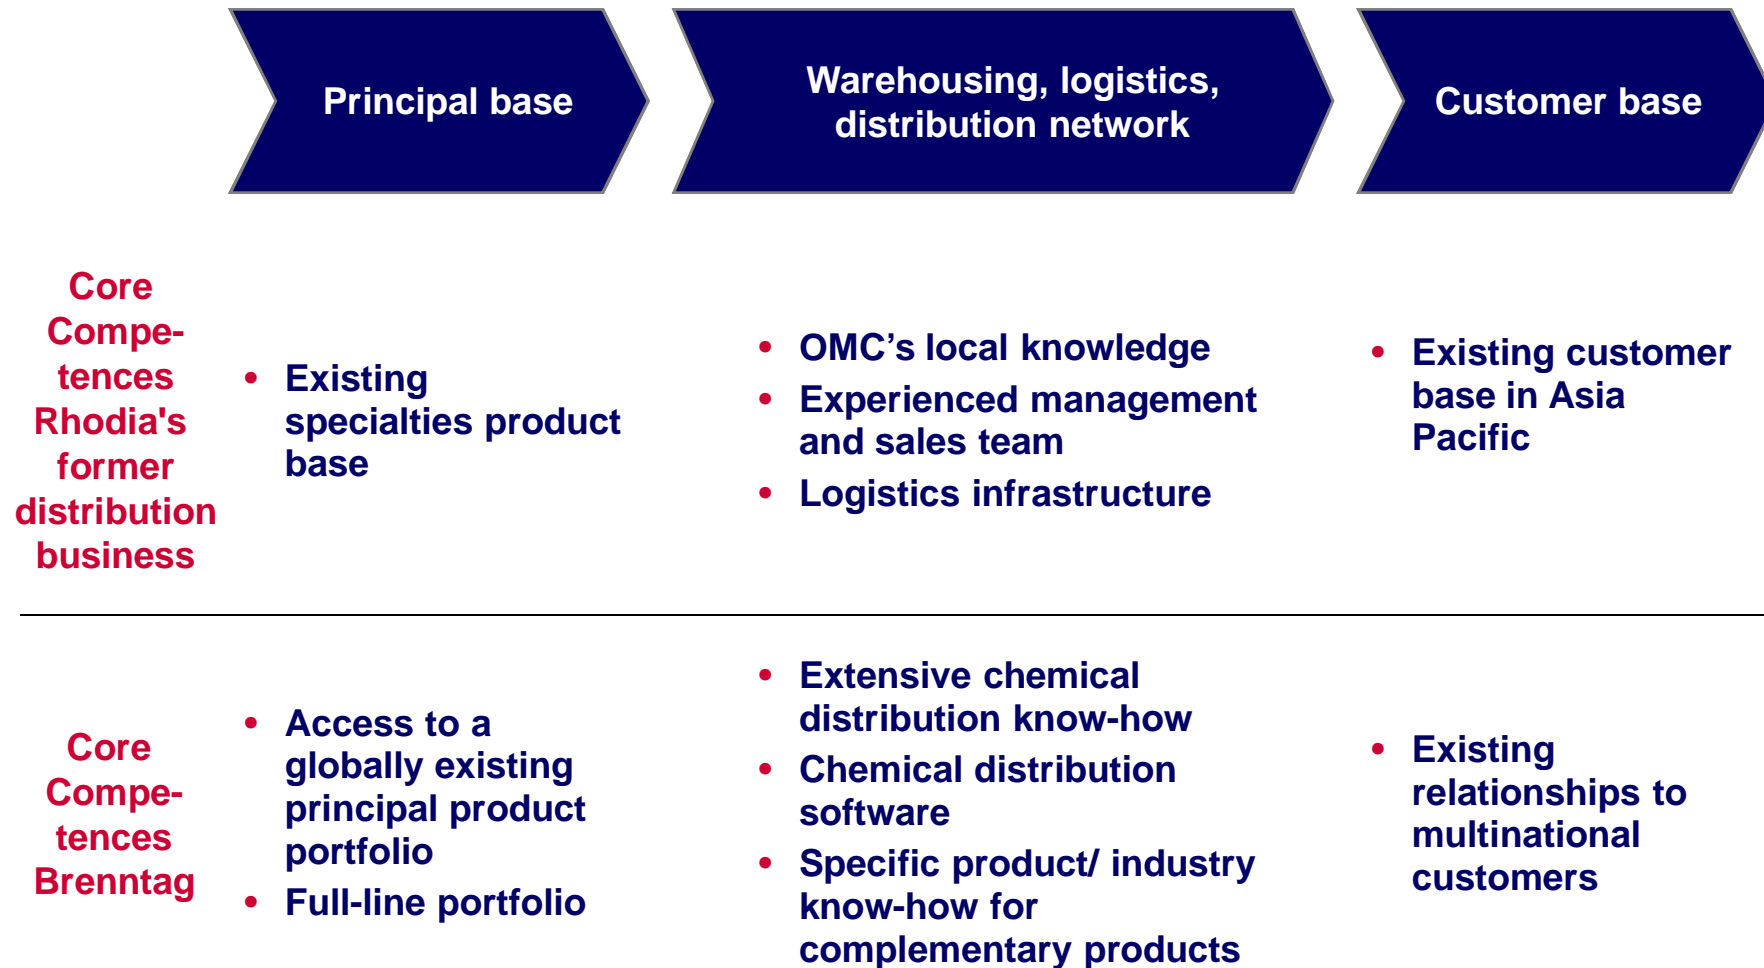 Principal base
Warehousing, logistics,
distribution network
Customer base
Core
Compe-
tences
Rhodia's
former
distribution
business
• Existing
specialties product
base
• OMC’s local knowledge
• Experienced management
and sales team
• Logistics infrastructure
• Existing customer
base in Asia
Pacific
Core
Compe-
tences
Brenntag
• Access to a
globally existing
principal product
portfolio
• Full-line portfolio
• Extensive chemical
distribution know-how
• Chemical distribution
software
• Specific product/ industry
know-how for
complementary products
• Existing
relationships to
multinational
customers